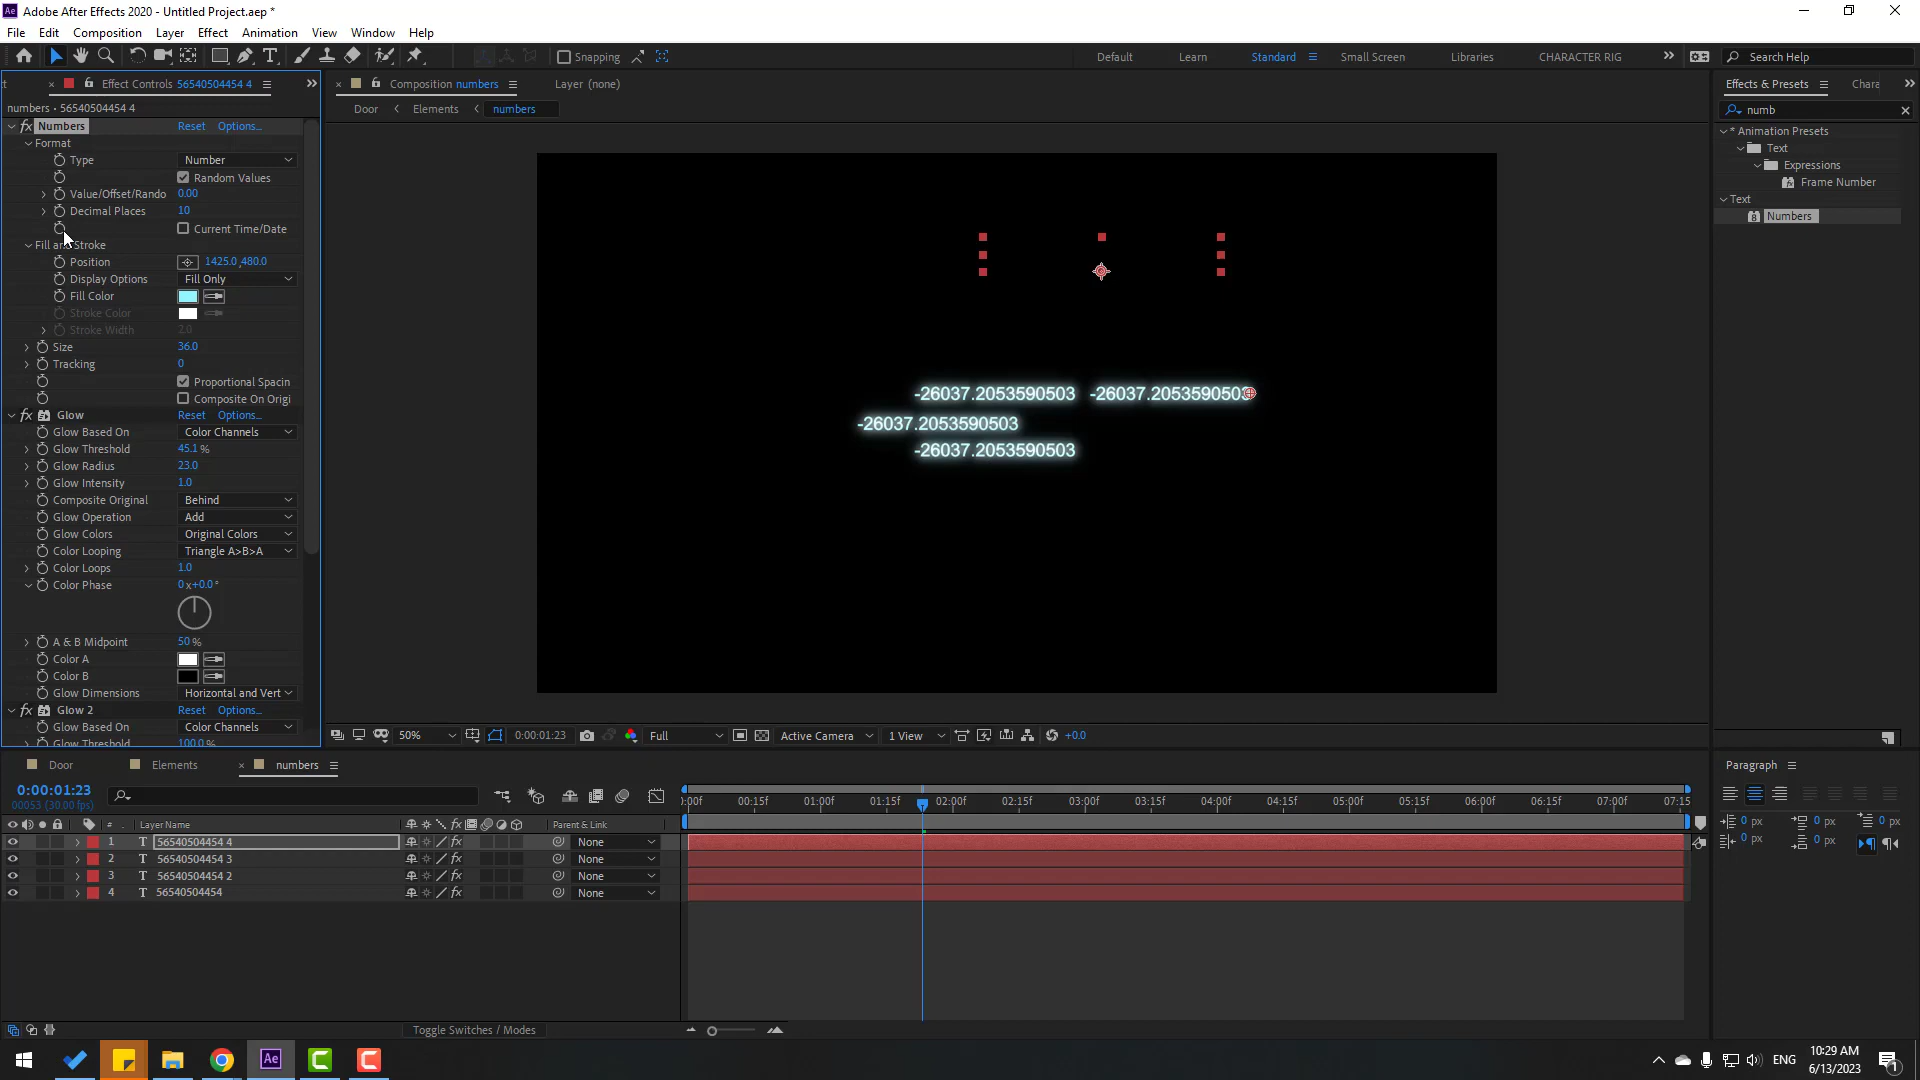 Adobe After Effects 2020 - Untitled Project.aep *
File Edit Composition Layer Effect Animation View Window Help
Snapping
Default Learn Standard Small Screen Libraries CHARACTER RIG
Search Help
Effect Controls 56540504454 4
Composition numbers
Layer (none)
Effects & Presets
Chara
numbers • 56540504454 4
Door Elements numbers
numb
Numbers Reset Options...
Format
Type Number
Random Values
Value/Offset/Rando 0.00
Decimal Places 10
Current Time/Date
Fill and Stroke
Position 1425.0,480.0
Display Options Fill Only
Fill Color
Stroke Color
Stroke Width 2.0
Size 36.0
Tracking 0
Proportional Spacin
Composite On Origi
Glow Reset Options...
Glow Based On Color Channels
Glow Threshold 45.1 %
Glow Radius 23.0
Glow Intensity 1.0
Composite Original Behind
Glow Operation Add
Glow Colors Original Colors
Color Looping Triangle A>B>A
Color Loops 1.0
Color Phase 0x+0.0°
A & B Midpoint 50 %
Color A
Color B
Glow Dimensions Horizontal and Vert
Glow 2 Reset Options...
Glow Based On Color Channels
Glow Threshold 100.0 %
-26037.2053590503 -26037.2053590503
-26037.2053590503
-26037.2053590503
* Animation Presets
Text
Expressions
Frame Number
Text
Numbers
50% 0:00:01:23 Full Active Camera 1 View +0.0
Door Elements numbers
0:00:01:23
00053 (30.00 fps)
# Layer Name Parent & Link
1 T 56540504454 4 None
2 T 56540504454 3 None
3 T 56540504454 2 None
4 T 56540504454 None
):00f 00:15f 01:00f 01:15f 02:00f 02:15f 03:00f 03:15f 04:00f 04:15f 05:00f 05:15f 06:00f 06:15f 07:00f 07:15
Toggle Switches / Modes
Paragraph
0 px 0 px 0 px
0 px 0 px
ENG
10:29 AM
6/13/2023
1